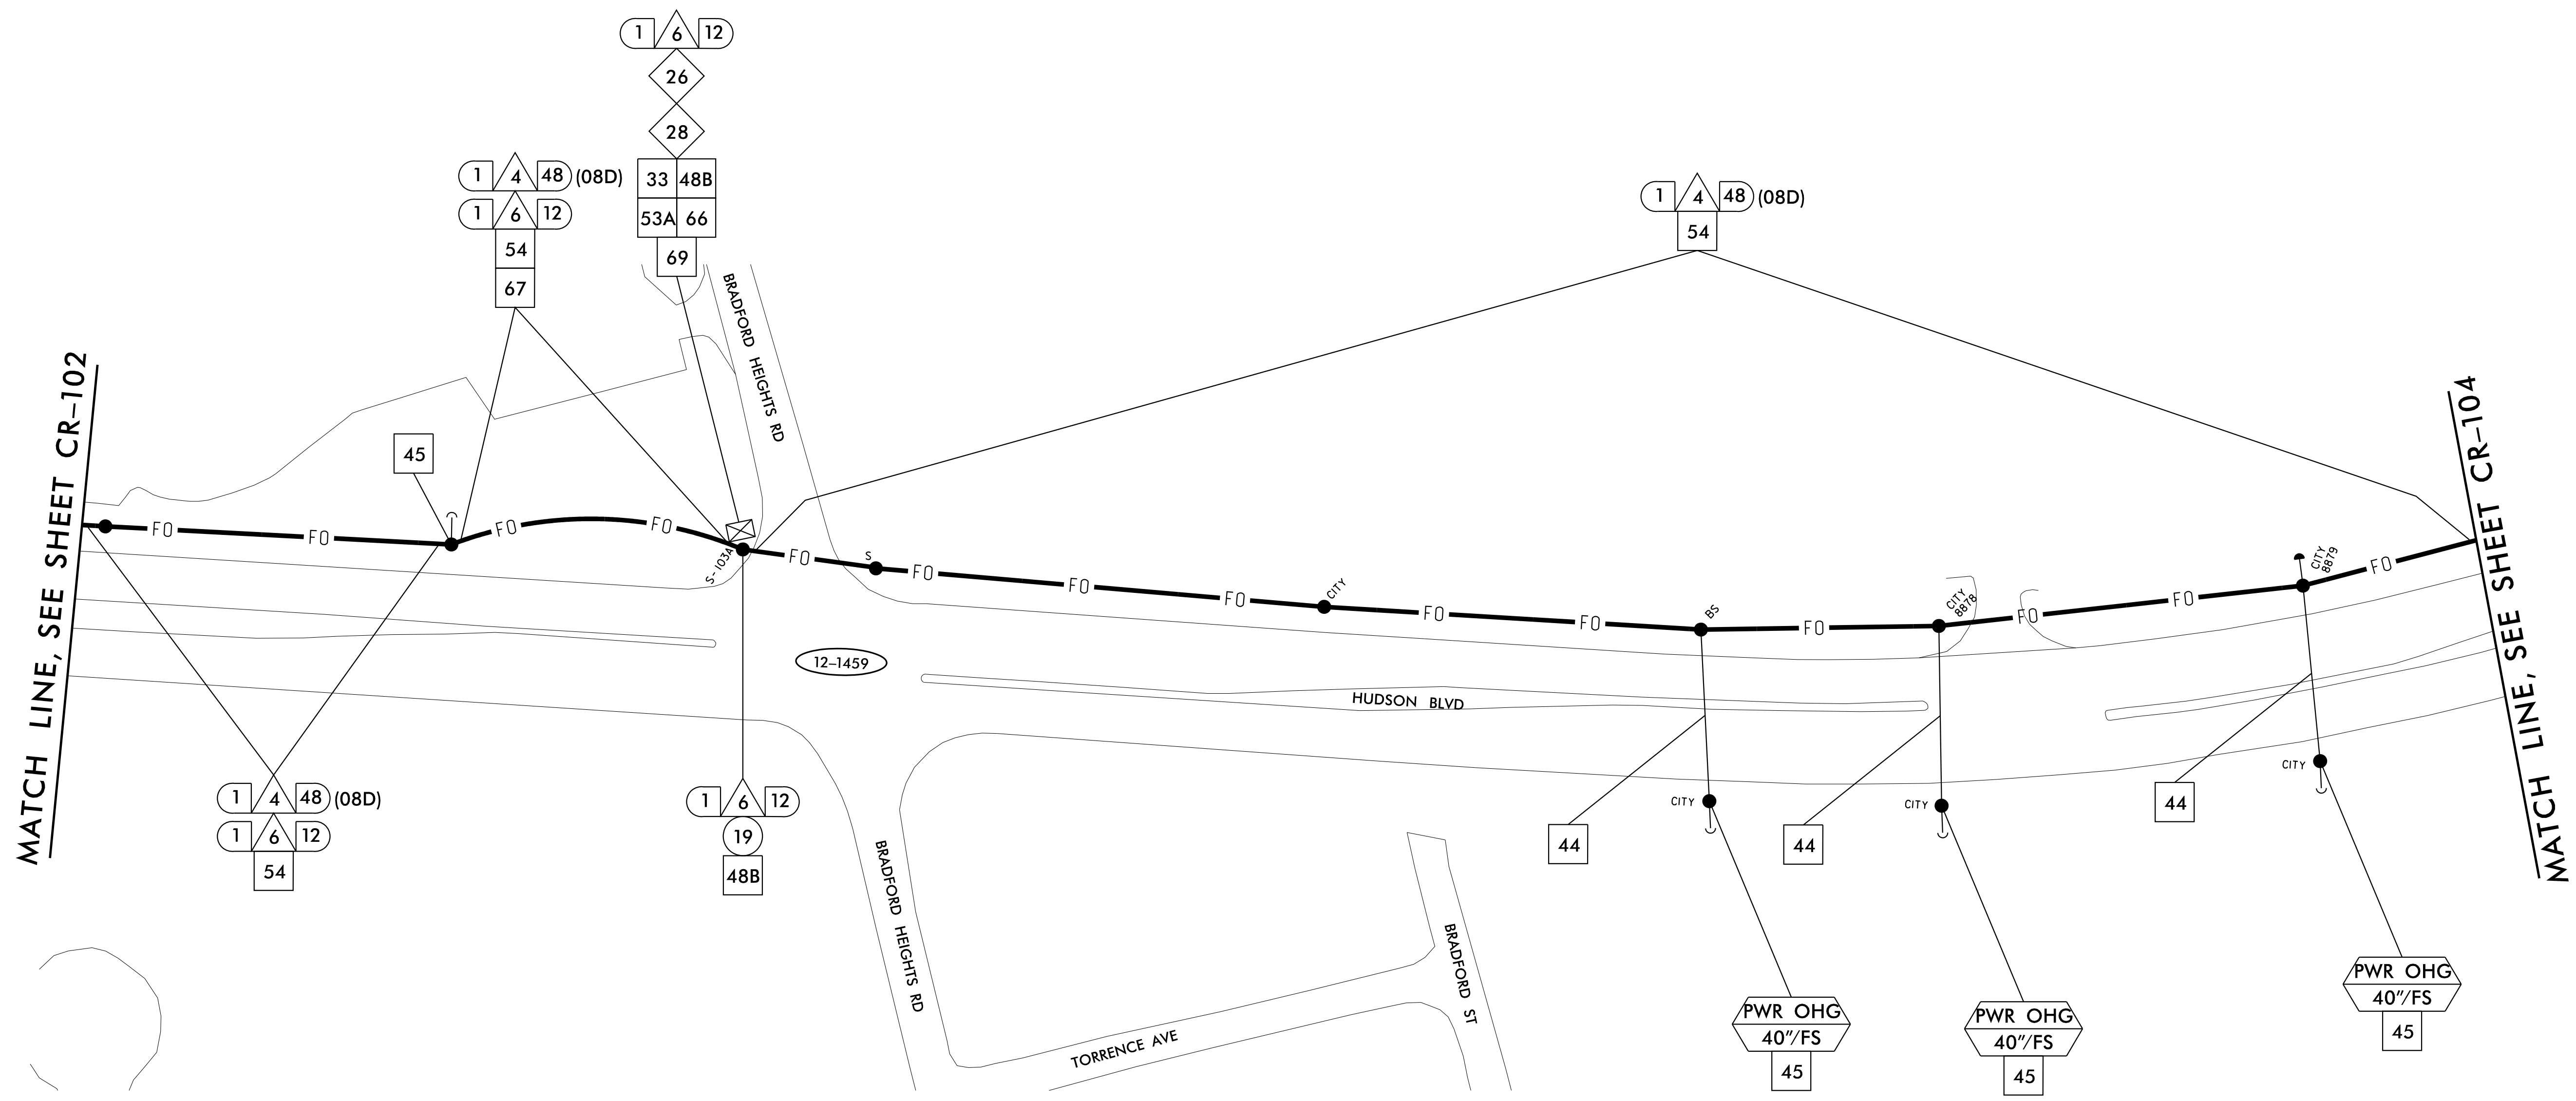 1 6 12
26
28
33 48B
53A 66
69
1 4 48 (08D)
1 6 12
54
67
1 4 48 (08D)
54
BRADFORD HEIGHTS RD
MATCH LINE, SEE SHEET CR-102
MATCH LINE, SEE SHEET CR-104
45
FO
FO
FO
FO
S-103A
FO
S
FO
FO
FO
CITY
FO
FO
BS
FO
CITY
8878
FO
FO
CITY
8879
FO
12-1459
HUDSON BLVD
1 4 48 (08D)
1 6 12
54
1 6 12
19
48B
CITY
44
CITY
44
CITY
44
BRADFORD HEIGHTS RD
BRADFORD ST
TORRENCE AVE
PWR OHG
40"/FS
45
PWR OHG
40"/FS
45
PWR OHG
40"/FS
45